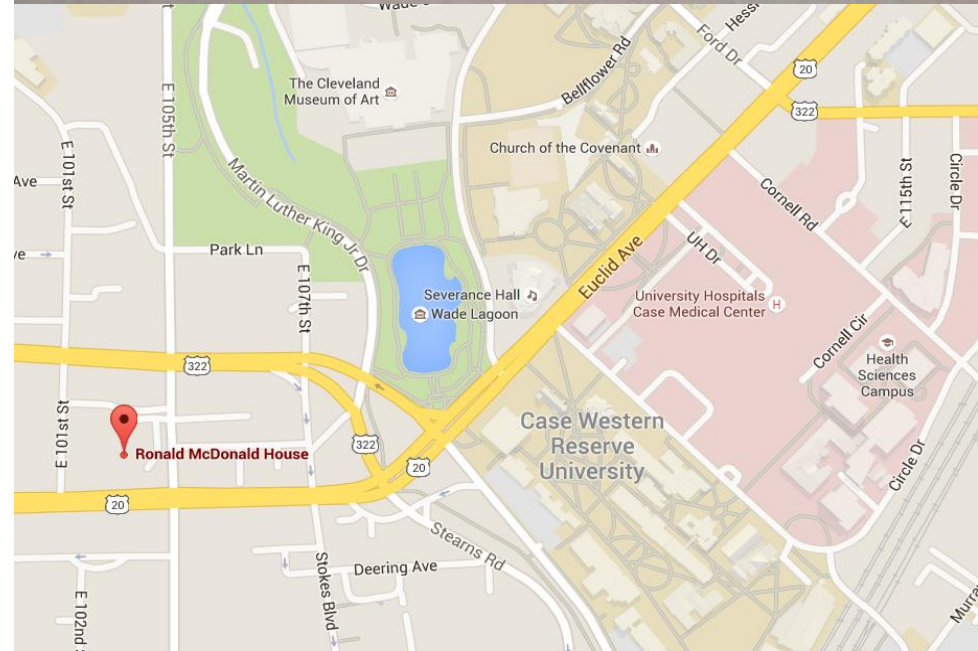 Wade
Hess
Ford Dr
Bellflower Rd
20
322
The Cleveland
Museum of Art
E 105th St
E 101st St
Ave
Church of the Covenant
Cornell Rd
E 115th St
Circle Dr
Martin Luther King Jr Dr
Park Ln
Euclid Ave
UH Dr
E 107th St
Severance Hall
Wade Lagoon
University Hospitals
Case Medical Center
H
Cornell Cir
Health
Sciences
Campus
322
E 101st St
Ronald McDonald House
322
20
Case Western
Reserve
University
Circle Dr
20
Stearns Rd
Stokes Blvd
Deering Ave
E 102nd
Murra